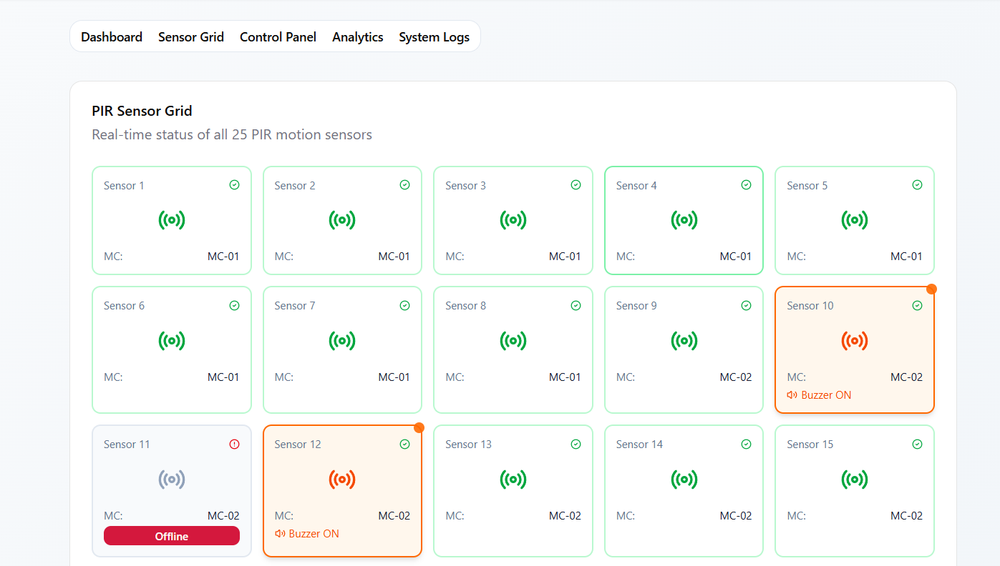 Dashboard Sensor Grid Control Panel Analytics System Logs
PIR Sensor Grid
Real-time status of all 25 PIR motion sensors
Sensor 1 Sensor 2 Sensor 3 Sensor 4 Sensor 5
MC: MC-01 MC: MC-01 MC: MC-01 MC: MC-01 MC: MC-01
Sensor 6 Sensor 7 Sensor 8 Sensor 9 Sensor 10
MC: MC-01 MC: MC-01 MC: MC-01 MC: MC-02 MC: MC-02
Buzzer ON
Sensor 11 Sensor 12 Sensor 13 Sensor 14 Sensor 15
MC: MC-02 MC: MC-02 MC: MC-02 MC: MC-02 MC: MC-02
Offline Buzzer ON